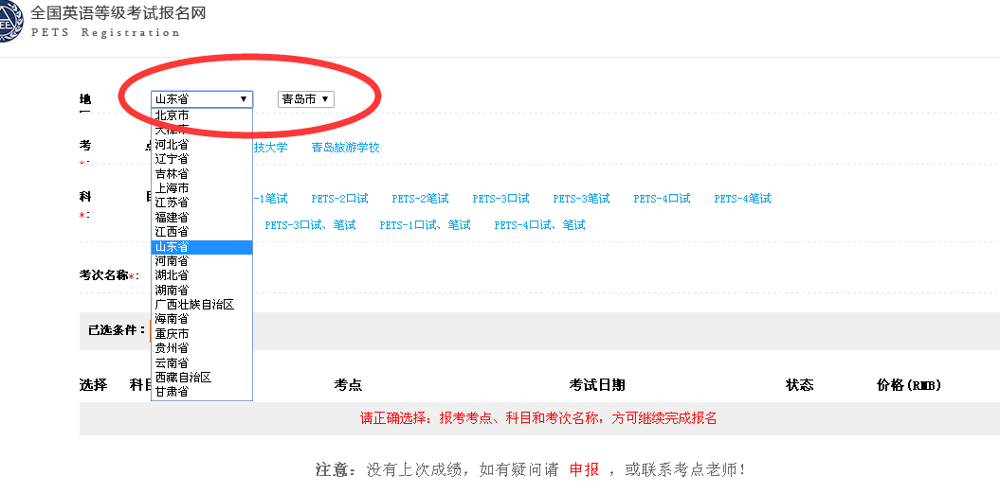 全国英语等级考试报名网
PETS Registration
地
山东省 青岛市
北京市
天津市
河北省
辽宁省
吉林省
上海市
江苏省
福建省
江西省
山东省
河南省
湖北省
湖南省
广西壮族自治区
海南省
重庆市
贵州省
云南省
西藏自治区
甘肃省
考 技大学 青岛旅游学校
*:
科 -1笔试 PETS-2口试 PETS-2笔试 PETS-3口试 PETS-3笔试 PETS-4口试 PETS-4笔试
*: PETS-3口试、笔试 PETS-1口试、笔试 PETS-4口试、笔试
考次名称*:
已选条件：
选择 科目 考点 考试日期 状态 价格(RMB)
请正确选择：报考考点、科目和考次名称，方可继续完成报名
注意：没有上次成绩，如有疑问请 申报 ，或联系考点老师！